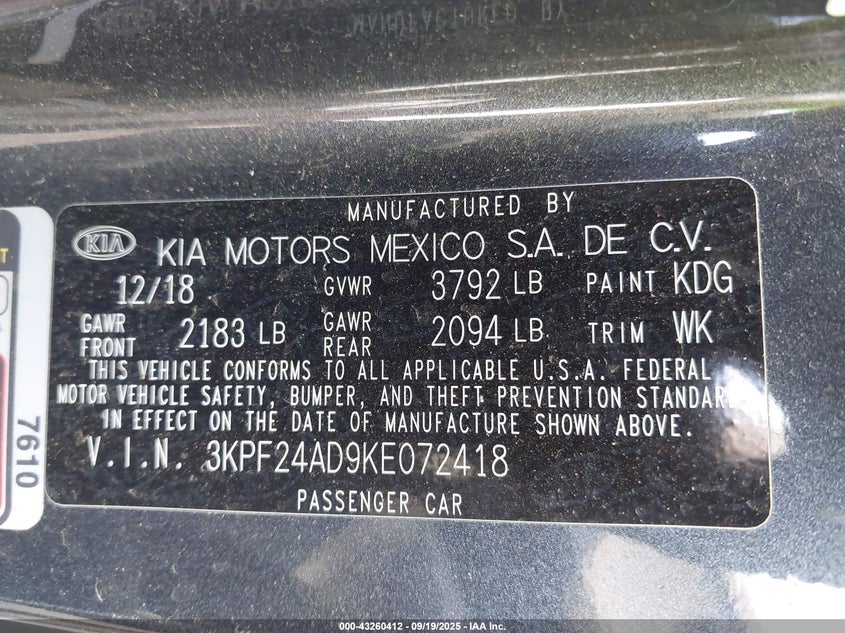 MANUFACTURED BY
KIA KIA MOTORS MEXICO S.A. DE C.V.
12/18 GVWR 3792 LB PAINT KDG
GAWR FRONT 2183 LB GAWR REAR 2094 LB TRIM WK
THIS VEHICLE CONFORMS TO ALL APPLICABLE U.S.A. FEDERAL
MOTOR VEHICLE SAFETY, BUMPER, AND THEFT PREVENTION STANDARDS
IN EFFECT ON THE DATE OF MANUFACTURE SHOWN ABOVE.
V.I.N. 3KPF24AD9KE072418
PASSENGER CAR
7610
000-43260412 - 09/19/2025 - IAA Inc.